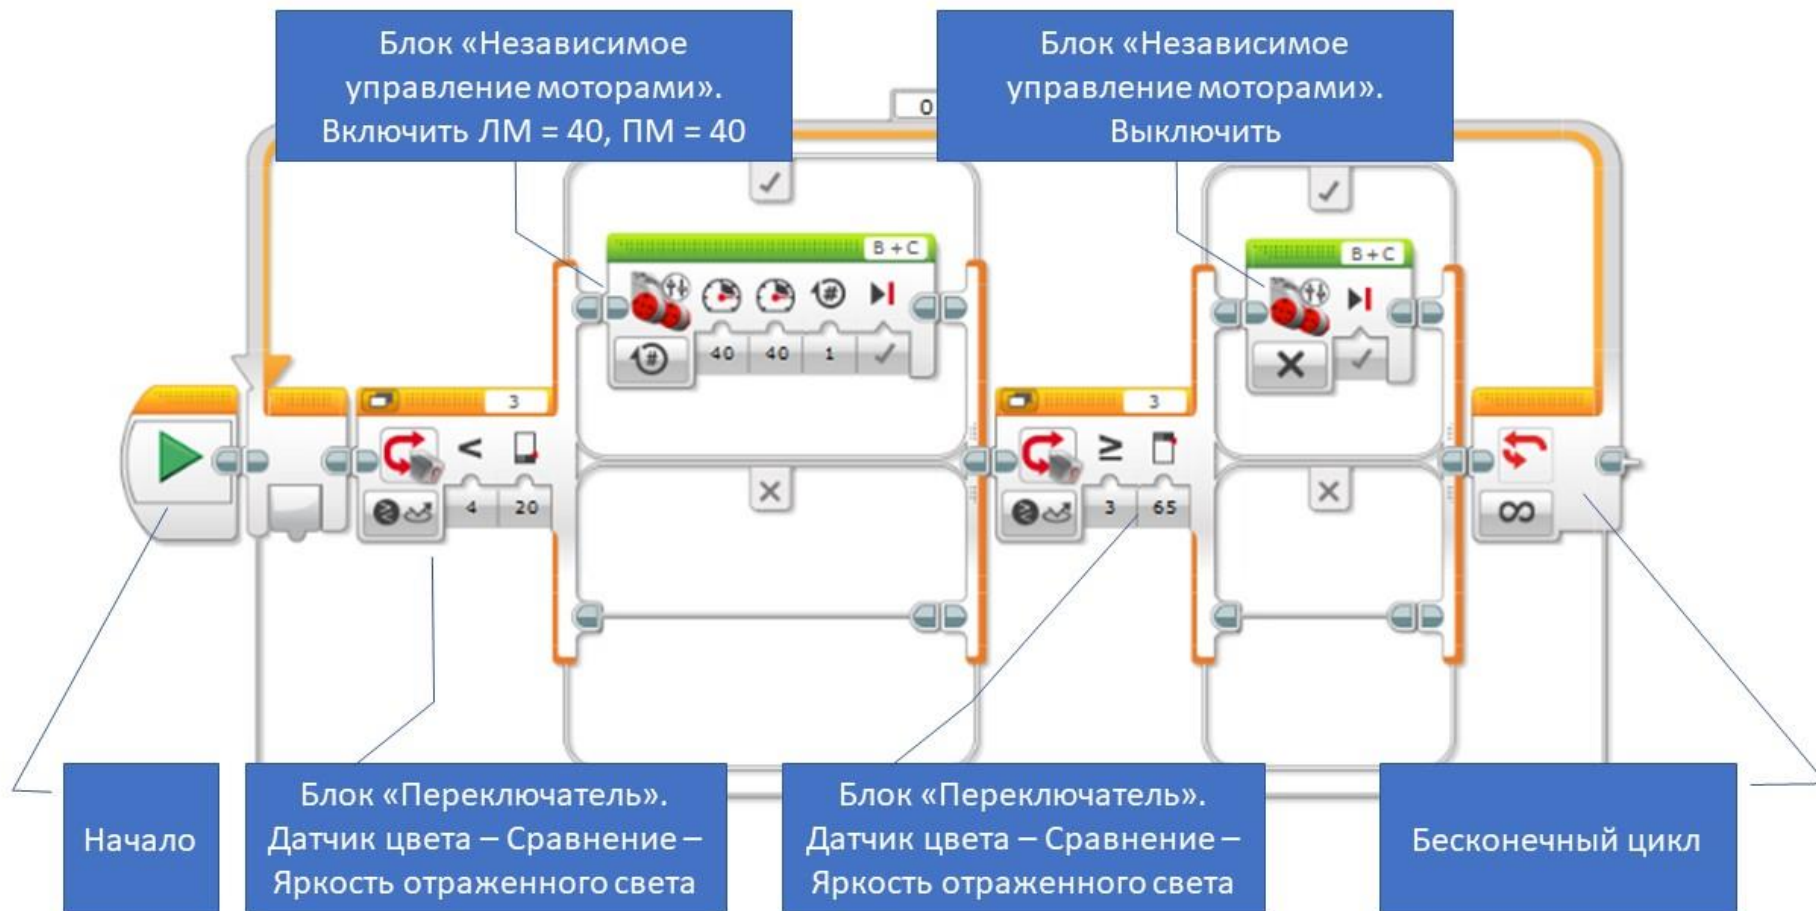 Блок «Независимое
управление моторами».
Включить ЛМ = 40, ПМ = 40
Блок «Независимое
управление моторами».
Выключить
0
B + C
40 40 1
B + C
3
< 
4 20
3
≥
3 65
∞
Начало
Блок «Переключатель».
Датчик цвета – Сравнение –
Яркость отраженного света
Блок «Переключатель».
Датчик цвета – Сравнение –
Яркость отраженного света
Бесконечный цикл